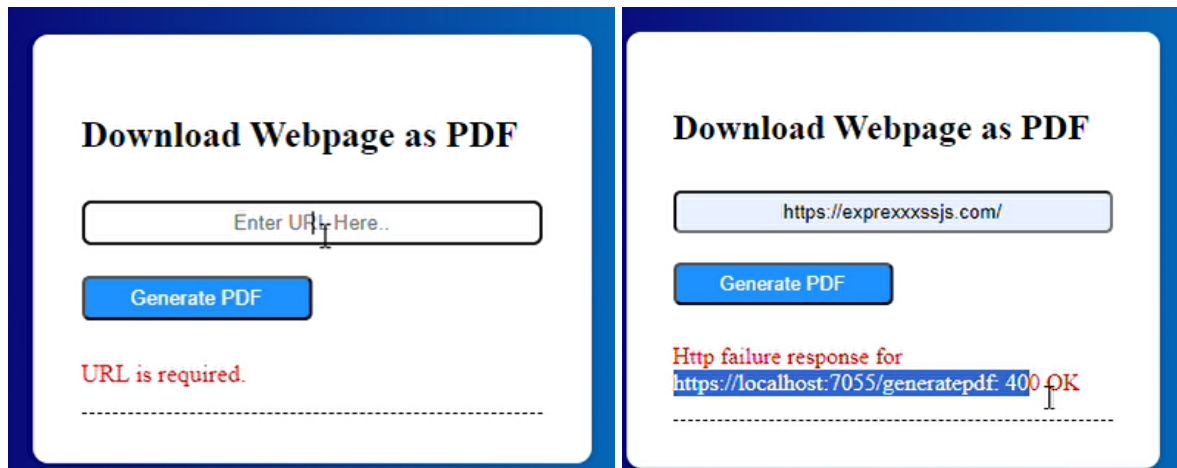 Download Webpage as PDF
Enter URL Here..
Generate PDF
URL is required.
Download Webpage as PDF
https://exprexxxssjs.com/
Generate PDF
Http failure response for
https://localhost:7055/generatepdf: 400 OK